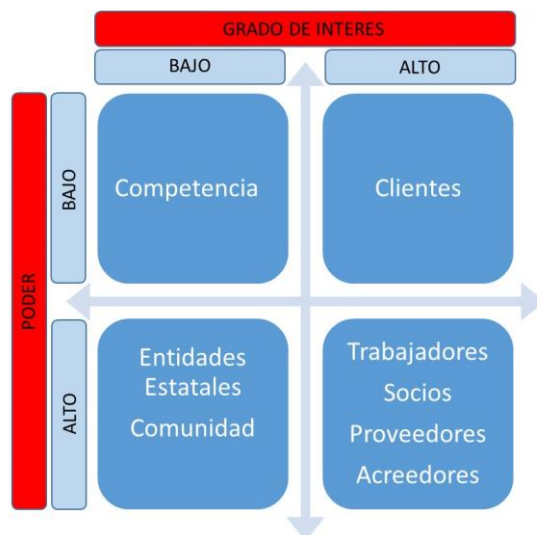 GRADO DE INTERES
BAJO
ALTO
PODER
BAJO
Competencia
Clientes
ALTO
Entidades
Estatales
Comunidad
Trabajadores
Socios
Proveedores
Acreedores